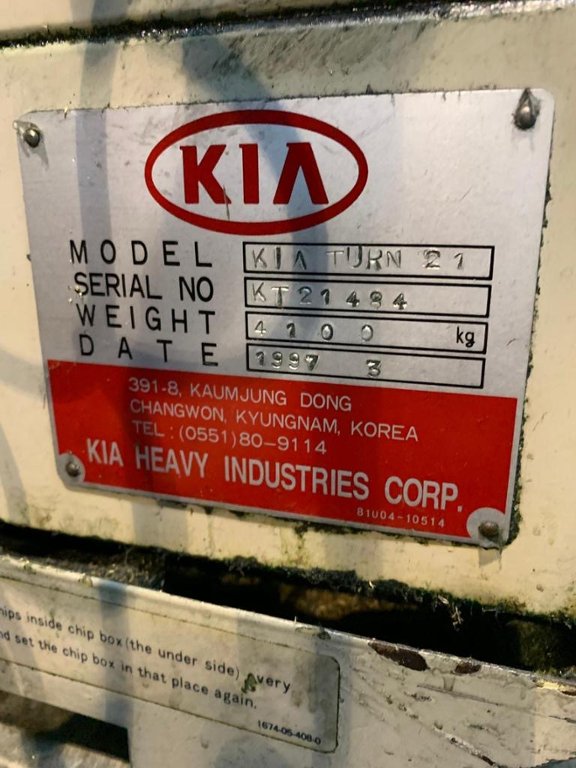 KIA
MODEL KIA TURN 21
SERIAL NO KT21484
WEIGHT 4100 kg
DATE 1997 3
391-8, KAUMJUNG DONG
CHANGWON, KYUNGNAM, KOREA
TEL : (0551)80-9114
KIA HEAVY INDUSTRIES CORP.
81U04-10514
hips inside chip box (the under side) very
nd set the chip box in that place again.
1674-05-408-0